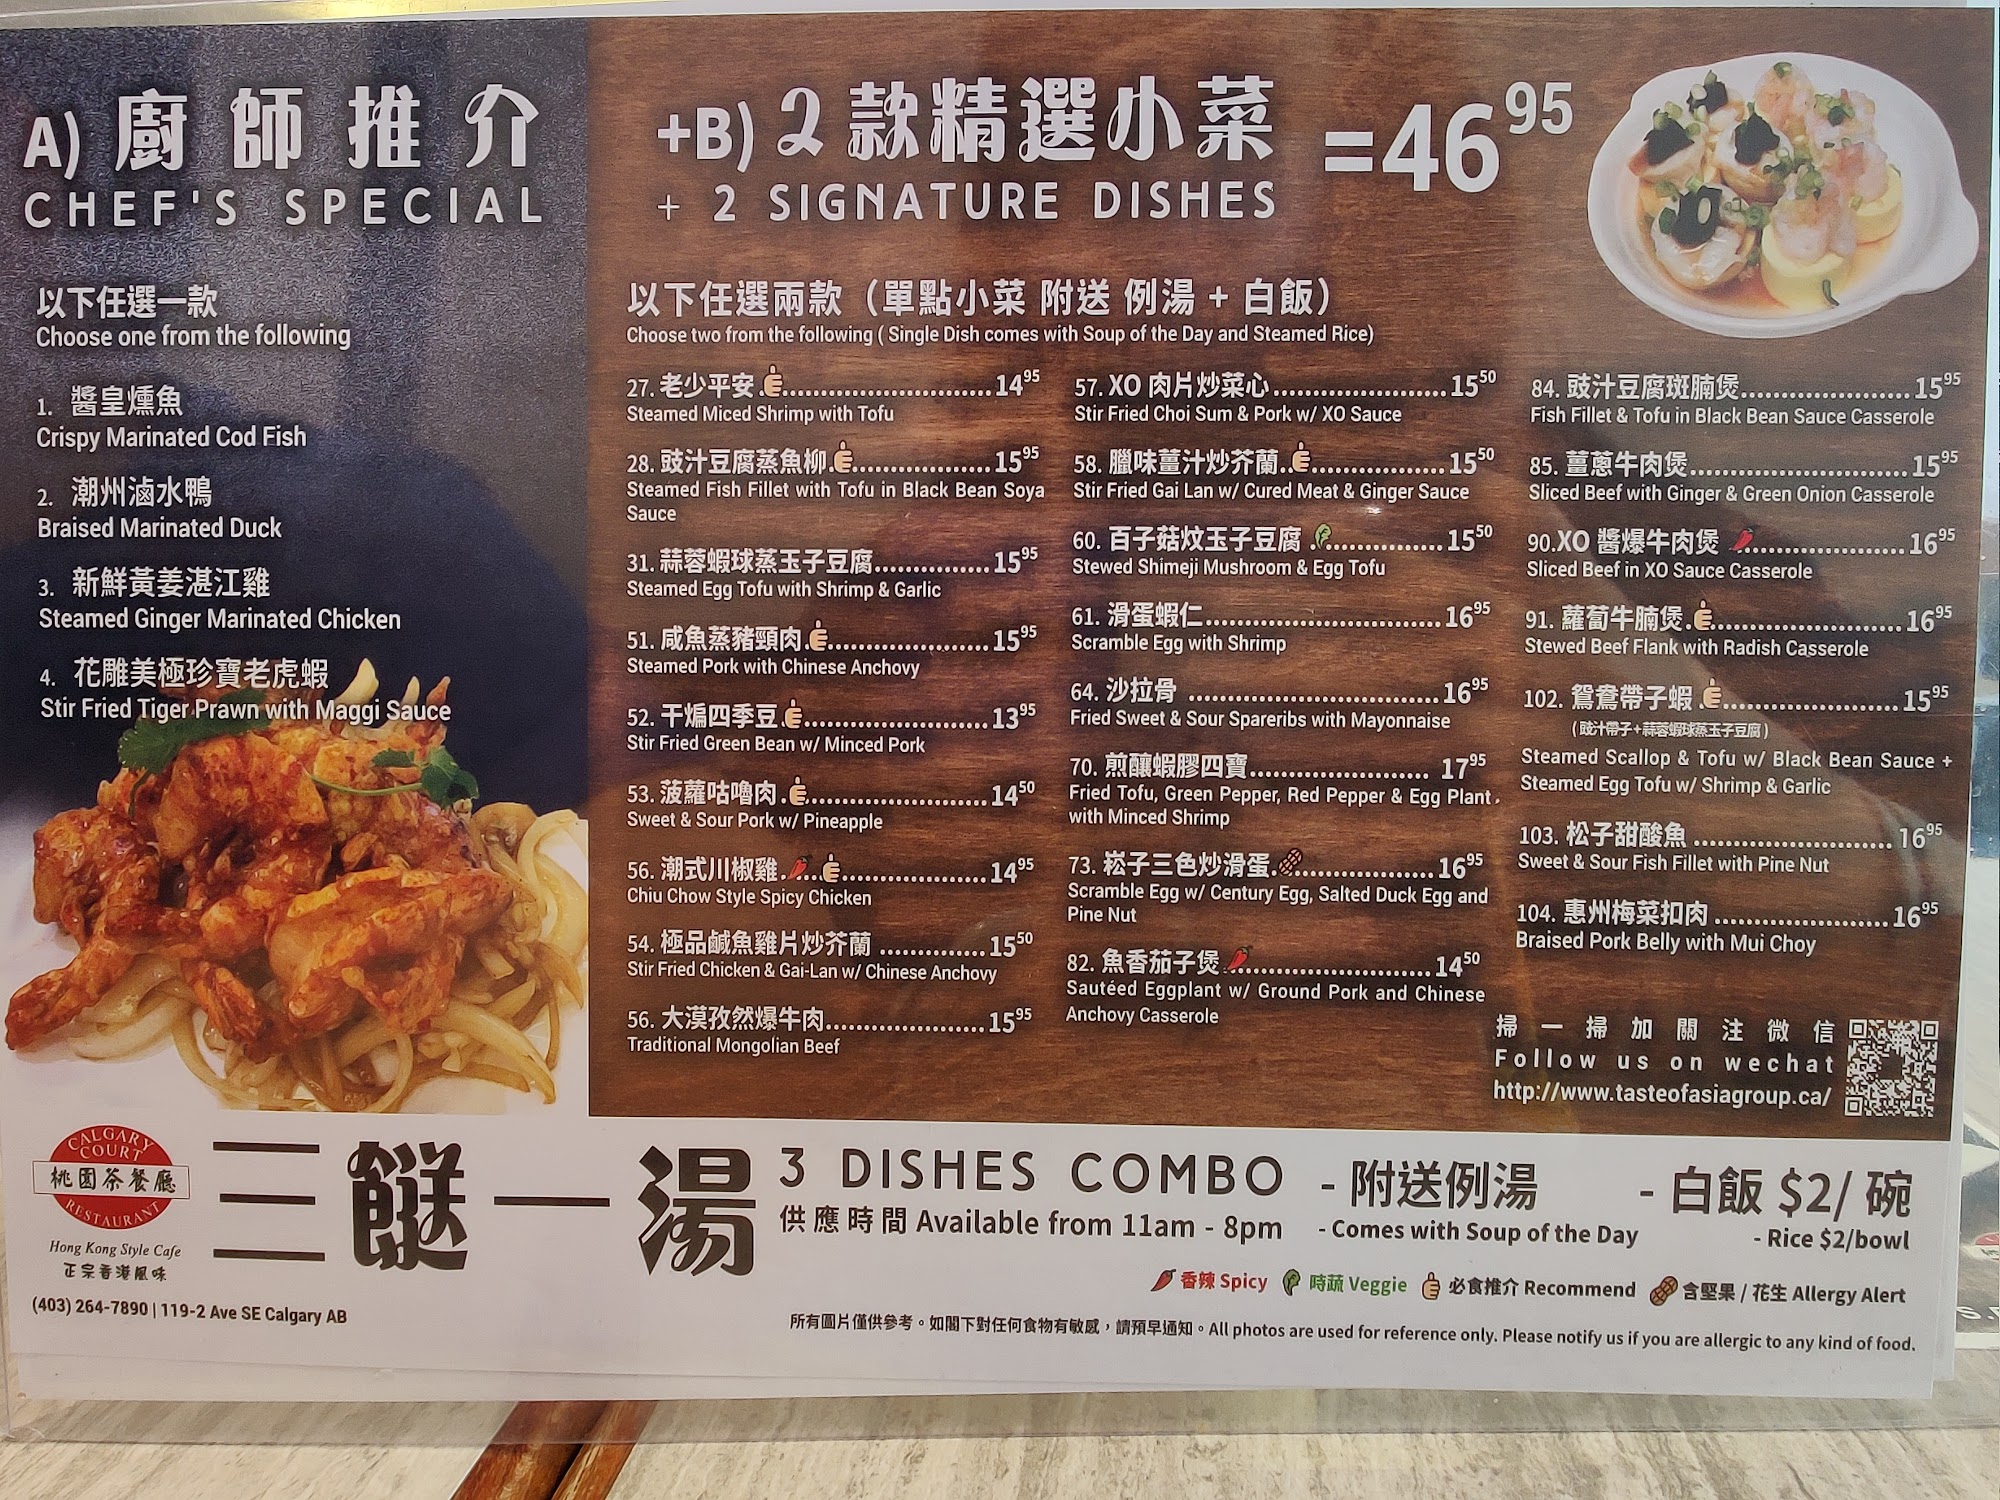 A) 廚師推介
CHEF'S SPECIAL
以下任選一款
Choose one from the following
1. 醬皇燻魚
Crispy Marinated Cod Fish
2. 潮州滷水鴨
Braised Marinated Duck
3. 新鮮黃姜湛江雞
Steamed Ginger Marinated Chicken
4. 花雕美極珍寶老虎蝦
Stir Fried Tiger Prawn with Maggi Sauce
+B) 2 款精選小菜 =46 95
+ 2 SIGNATURE DISHES
以下任選兩款（單點小菜 附送 例湯 + 白飯）
Choose two from the following ( Single Dish comes with Soup of the Day and Steamed Rice)
27. 老少平安 14 95
Steamed Miced Shrimp with Tofu
28. 豉汁豆腐蒸魚柳 15 95
Steamed Fish Fillet with Tofu in Black Bean Soya
Sauce
31. 蒜蓉蝦球蒸玉子豆腐 15 95
Steamed Egg Tofu with Shrimp & Garlic
51. 咸魚蒸豬頸肉 15 95
Steamed Pork with Chinese Anchovy
52. 干煸四季豆 13 95
Stir Fried Green Bean w/ Minced Pork
53. 菠蘿咕嚕肉 14 50
Sweet & Sour Pork w/ Pineapple
56. 潮式川椒雞 14 95
Chiu Chow Style Spicy Chicken
54. 極品鹹魚雞片炒芥蘭 15 50
Stir Fried Chicken & Gai-Lan w/ Chinese Anchovy
56. 大漠孜然爆牛肉 15 95
Traditional Mongolian Beef
57. XO 肉片炒菜心 15 50
Stir Fried Choi Sum & Pork w/ XO Sauce
58. 臘味薑汁炒芥蘭 15 50
Stir Fried Gai Lan w/ Cured Meat & Ginger Sauce
60. 百子菇炆玉子豆腐 15 50
Stewed Shimeji Mushroom & Egg Tofu
61. 滑蛋蝦仁 16 95
Scramble Egg with Shrimp
64. 沙拉骨 16 95
Fried Sweet & Sour Spareribs with Mayonnaise
70. 煎釀蝦膠四寶 17 95
Fried Tofu, Green Pepper, Red Pepper & Egg Plant
with Minced Shrimp
73. 崧子三色炒滑蛋 16 95
Scramble Egg w/ Century Egg, Salted Duck Egg and
Pine Nut
82. 魚香茄子煲 14 50
Sautéed Eggplant w/ Ground Pork and Chinese
Anchovy Casserole
84. 豉汁豆腐斑腩煲 15 95
Fish Fillet & Tofu in Black Bean Sauce Casserole
85. 薑蔥牛肉煲 15 95
Sliced Beef with Ginger & Green Onion Casserole
90.XO 醬爆牛肉煲 16 95
Sliced Beef in XO Sauce Casserole
91. 蘿蔔牛腩煲 16 95
Stewed Beef Flank with Radish Casserole
102. 鴛鴦帶子蝦 15 95
( 豉汁帶子 + 蒜蓉蝦球蒸玉子豆腐 )
Steamed Scallop & Tofu w/ Black Bean Sauce +
Steamed Egg Tofu w/ Shrimp & Garlic
103. 松子甜酸魚 16 95
Sweet & Sour Fish Fillet with Pine Nut
104. 惠州梅菜扣肉 16 95
Braised Pork Belly with Mui Choy
掃一掃加關注微信
Follow us on wechat
http://www.tasteofasiagroup.ca/
CALGARY
COURT
桃園茶餐廳
RESTAURANT
Hong Kong Style Cafe
正宗香港風味
(403) 264-7890 | 119-2 Ave SE Calgary AB
三餸一湯
3 DISHES COMBO
供應時間 Available from 11am - 8pm
- 附送例湯
- Comes with Soup of the Day
- 白飯 $2/ 碗
- Rice $2/bowl
香辣 Spicy 時蔬 Veggie 必食推介 Recommend 含堅果 / 花生 Allergy Alert
所有圖片僅供參考。如閣下對任何食物有敏感，請預早通知。All photos are used for reference only. Please notify us if you are allergic to any kind of food.